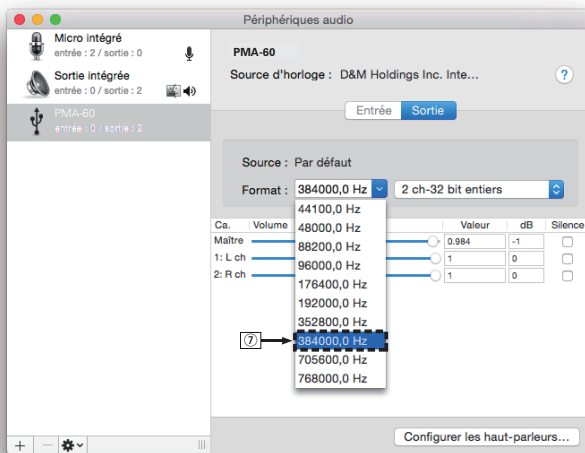 Périphériques audio
Micro intégré
entrée : 2 / sortie : 0
Sortie intégrée
entrée : 0 / sortie : 2
PMA-60
entrée : 0 / sortie : 2
PMA-60
Source d'horloge : D&M Holdings Inc. Inte...
?
Entrée Sortie
Source : Par défaut
Format : 384000,0 Hz 2 ch-32 bit entiers
44100,0 Hz
48000,0 Hz
88200,0 Hz
96000,0 Hz
176400,0 Hz
192000,0 Hz
352800,0 Hz
⑦ 384000,0 Hz
705600,0 Hz
768000,0 Hz
Ca. Volume Valeur dB Silence
Maître 0.984 -1
1: L ch 1 0
2: R ch 1 0
Configurer les haut-parleurs...